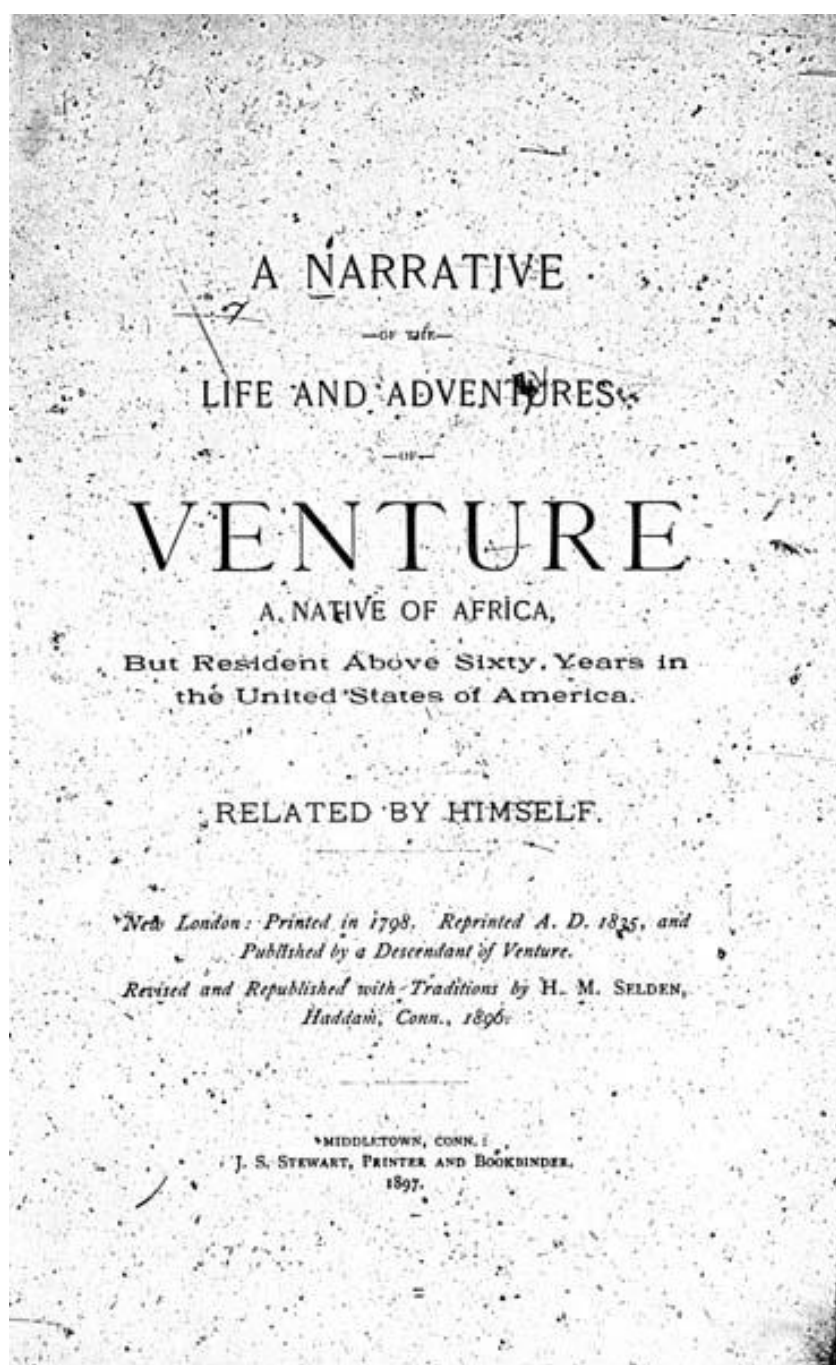 A NARRATIVE
—OF THE—
LIFE AND ADVENTURES
—OF—
VENTURE
A NATIVE OF AFRICA,
But Resident Above Sixty Years in
the United States of America.
RELATED BY HIMSELF.
New London: Printed in 1798. Reprinted A. D. 1835, and
Published by a Descendant of Venture.
Revised and Republished with Traditions by H. M. SELDEN,
Haddam, Conn., 1896.
MIDDLETOWN, CONN.:
J. S. STEWART, PRINTER AND BOOKBINDER.
1897.